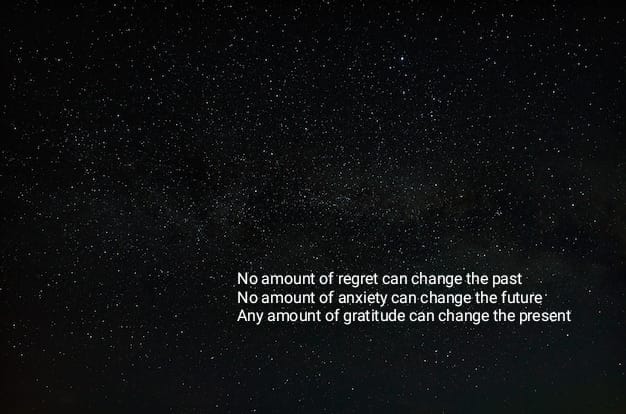 No amount of regret can change the past
No amount of anxiety can change the future
Any amount of gratitude can change the present